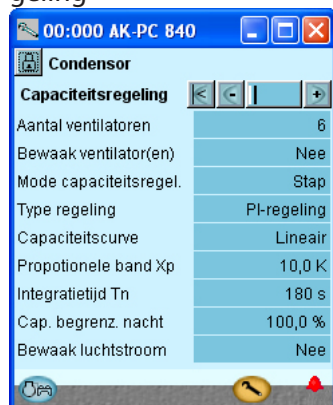 geling
00:000 AK-PC 840
Condensor
Capaciteitsregeling
Aantal ventilatoren 6
Bewaak ventilator(en) Nee
Mode capaciteitsregel. Stap
Type regeling PI-regeling
Capaciteitscurve Lineair
Propotionele band Xp 10,0 K
Integratietijd Tn 180 s
Cap. begrenz. nacht 100,0 %
Bewaak luchtstroom Nee